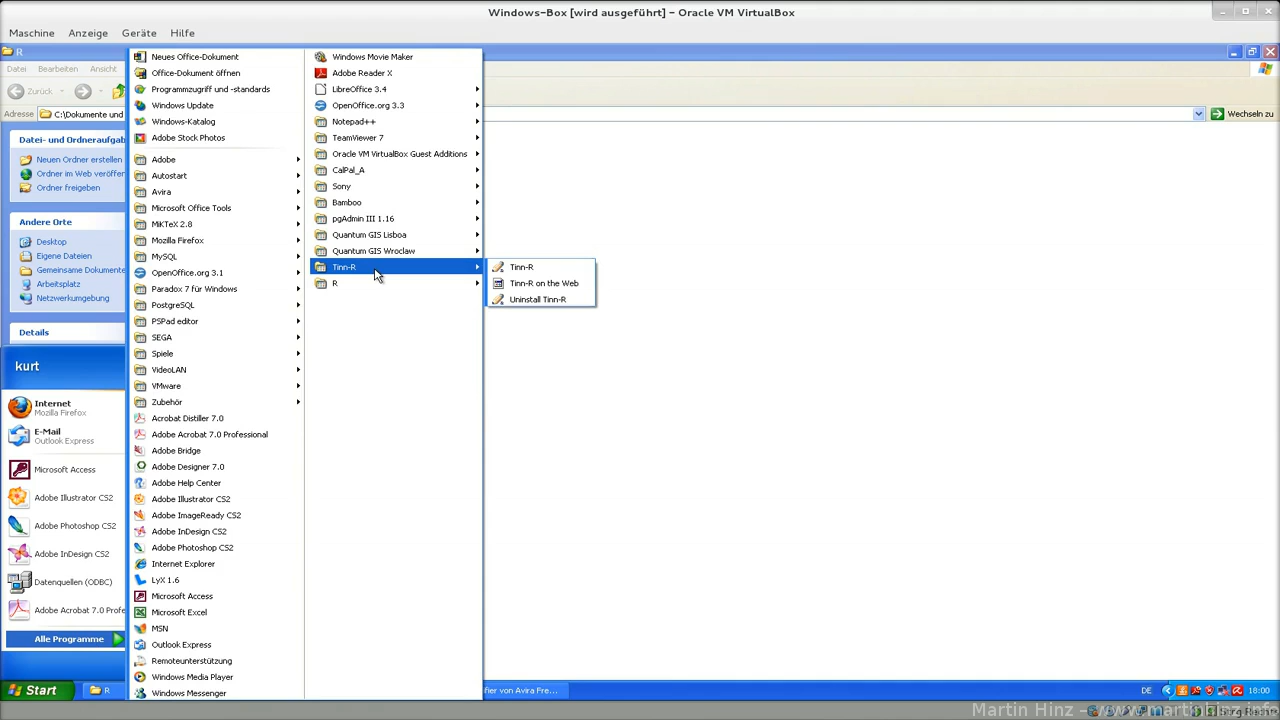 Windows-Box [wird ausgeführt] - Oracle VM VirtualBox
Maschine Anzeige Geräte Hilfe
R
Datei Bearbeiten Ansicht
Zurück
Adresse C:\Dokumente und
Wechseln zu
Datei- und Ordneraufgab
Neuen Ordner erstellen
Ordner im Web veröffen
Ordner freigeben
Andere Orte
Desktop
Eigene Dateien
Gemeinsame Dokumente
Arbeitsplatz
Netzwerkumgebung
Details
kurt
Internet
Mozilla Firefox
E-Mail
Outlook Express
Microsoft Access
Adobe Illustrator CS2
Adobe Photoshop CS2
Adobe InDesign CS2
Datenquellen (ODBC)
Adobe Acrobat 7.0 Profe
Alle Programme
Neues Office-Dokument
Office-Dokument öffnen
Programmzugriff und -standards
Windows Update
Windows-Katalog
Adobe Stock Photos
Adobe
Autostart
Avira
Microsoft Office Tools
MiKTeX 2.8
Mozilla Firefox
MySQL
OpenOffice.org 3.1
Paradox 7 für Windows
PostgreSQL
PSPad editor
SEGA
Spiele
VideoLAN
VMware
Zubehör
Acrobat Distiller 7.0
Adobe Acrobat 7.0 Professional
Adobe Bridge
Adobe Designer 7.0
Adobe Help Center
Adobe Illustrator CS2
Adobe ImageReady CS2
Adobe InDesign CS2
Adobe Photoshop CS2
Internet Explorer
LyX 1.6
Microsoft Access
Microsoft Excel
MSN
Outlook Express
Remoteunterstützung
Windows Media Player
Windows Messenger
Windows Movie Maker
Adobe Reader X
LibreOffice 3.4
OpenOffice.org 3.3
Notepad++
TeamViewer 7
Oracle VM VirtualBox Guest Additions
CalPal_A
Sony
Bamboo
pgAdmin III 1.16
Quantum GIS Lisboa
Quantum GIS Wroclaw
Tinn-R
R
Tinn-R
Tinn-R on the Web
Uninstall Tinn-R
Start
R
fier von Avira Fre...
DE
18:00
Martin Hinz - www.martinhinz.info